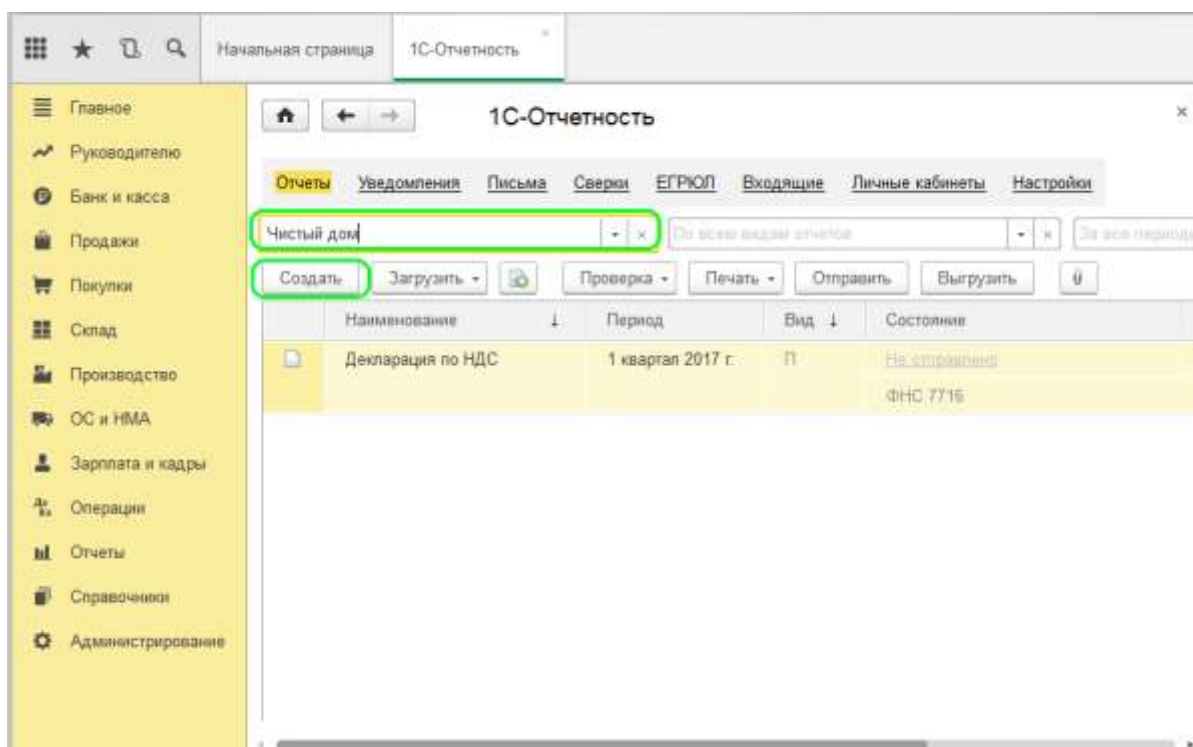 Начальная страница
1С-Отчетность
Главное
Руководителю
Банк и касса
Продажи
Покупки
Склад
Производство
ОС и НМА
Зарплата и кадры
Операции
Отчеты
Справочники
Администрирование
1С-Отчетность
Отчеты Уведомления Письма Сверки ЕГРЮЛ Входящие Личные кабинеты Настройки
Чистый дом По всем видам отчетов За все периоды
Создать Загрузить Проверка Печать Отправить Выгрузить
Наименование Период Вид Состояние
Декларация по НДС 1 квартал 2017 г. П Не отправлено
ФНС 7716